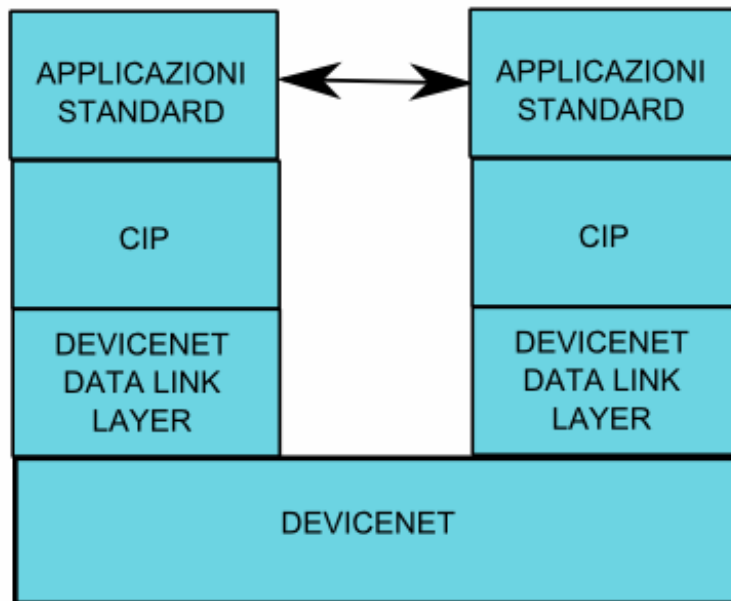 APPLICAZIONI
STANDARD
APPLICAZIONI
STANDARD
CIP
CIP
DEVICENET
DATA LINK
LAYER
DEVICENET
DATA LINK
LAYER
DEVICENET